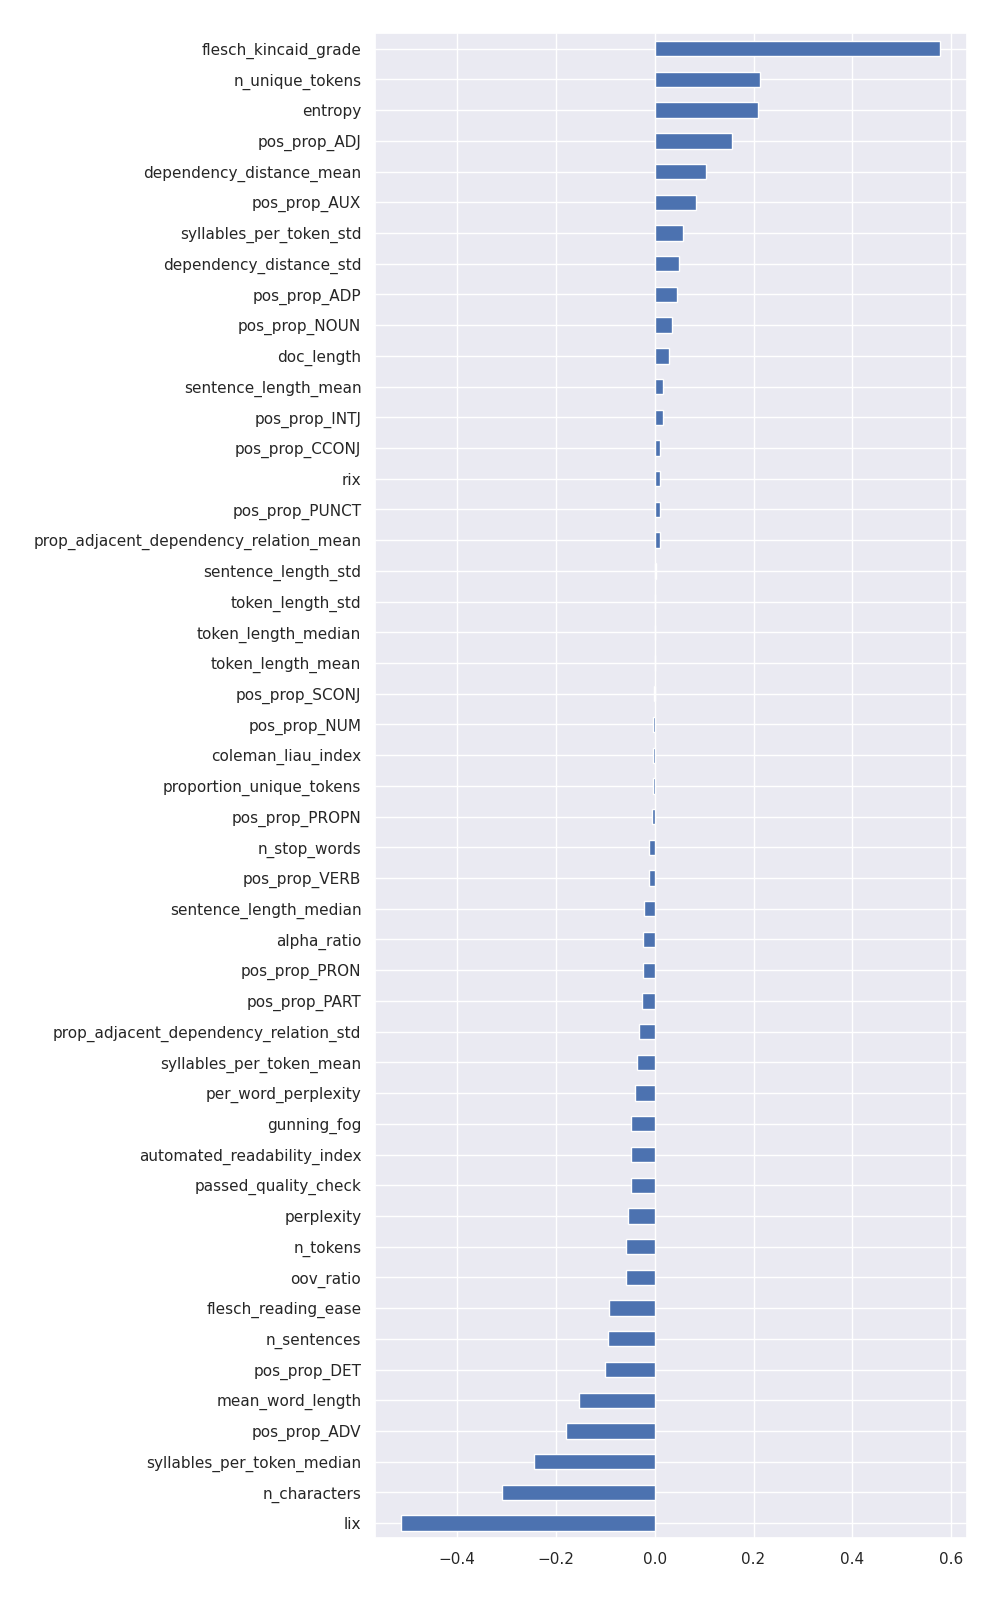 flesch_kincaid_grade
n_unique_tokens
entropy
pos_prop_ADJ
dependency_distance_mean
pos_prop_AUX
syllables_per_token_std
dependency_distance_std
pos_prop_ADP
pos_prop_NOUN
doc_length
sentence_length_mean
pos_prop_INTJ
pos_prop_CCONJ
rix
pos_prop_PUNCT
prop_adjacent_dependency_relation_mean
sentence_length_std
token_length_std
token_length_median
token_length_mean
pos_prop_SCONJ
pos_prop_NUM
coleman_liau_index
proportion_unique_tokens
pos_prop_PROPN
n_stop_words
pos_prop_VERB
sentence_length_median
alpha_ratio
pos_prop_PRON
pos_prop_PART
prop_adjacent_dependency_relation_std
syllables_per_token_mean
per_word_perplexity
gunning_fog
automated_readability_index
passed_quality_check
perplexity
n_tokens
oov_ratio
flesch_reading_ease
n_sentences
pos_prop_DET
mean_word_length
pos_prop_ADV
syllables_per_token_median
n_characters
lix
−0.4 −0.2 0.0 0.2 0.4 0.6